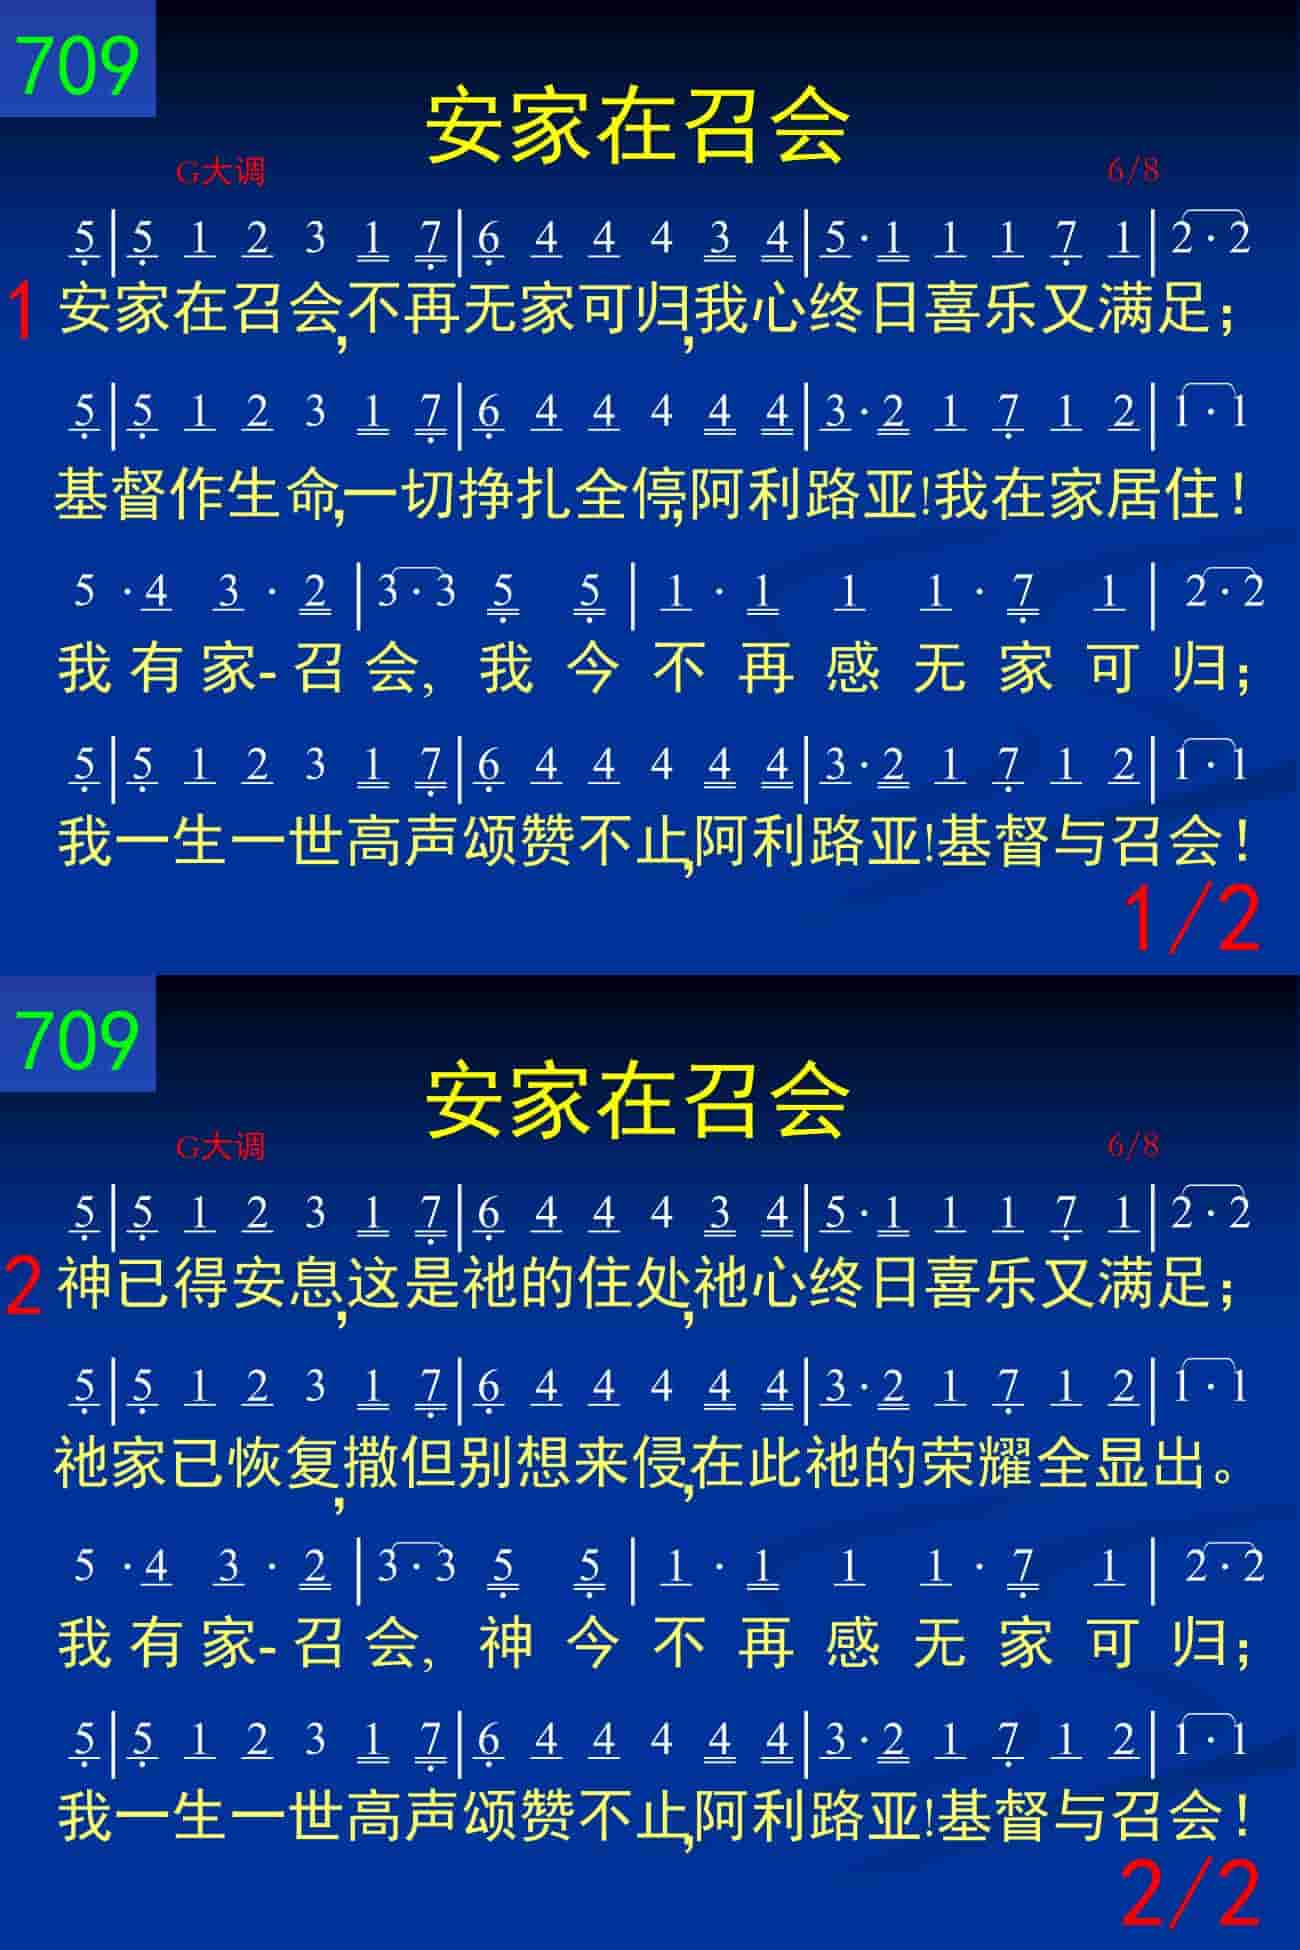 709
安家在召会
G大调 6/8
5|5 1 2 3 1 7|6 4 4 4 3 4|5·1 1 1 7 1|2·2
1 安家在召会,不再无家可归,我心终日喜乐又满足;
5|5 1 2 3 1 7|6 4 4 4 4 4|3·2 1 7 1 2|1·1
基督作生命,一切挣扎全停,阿利路亚!我在家居住!
5 ·4 3 · 2|3·3 5 5|1 · 1 1 1 · 7 1|2·2
我有家-召会,我今不再感无家可归;
5|5 1 2 3 1 7|6 4 4 4 4 4|3·2 1 7 1 2|1·1
我一生一世高声颂赞不止,阿利路亚!基督与召会!
1/2
709
安家在召会
G大调 6/8
5|5 1 2 3 1 7|6 4 4 4 3 4|5·1 1 1 7 1|2·2
2 神已得安息,这是祂的住处,祂心终日喜乐又满足;
5|5 1 2 3 1 7|6 4 4 4 4 4|3·2 1 7 1 2|1·1
祂家已恢复,撒但别想来侵,在此祂的荣耀全显出。
5 ·4 3 · 2|3·3 5 5|1 · 1 1 1 · 7 1|2·2
我有家-召会,神今不再感无家可归;
5|5 1 2 3 1 7|6 4 4 4 4 4|3·2 1 7 1 2|1·1
我一生一世高声颂赞不止,阿利路亚!基督与召会!
2/2